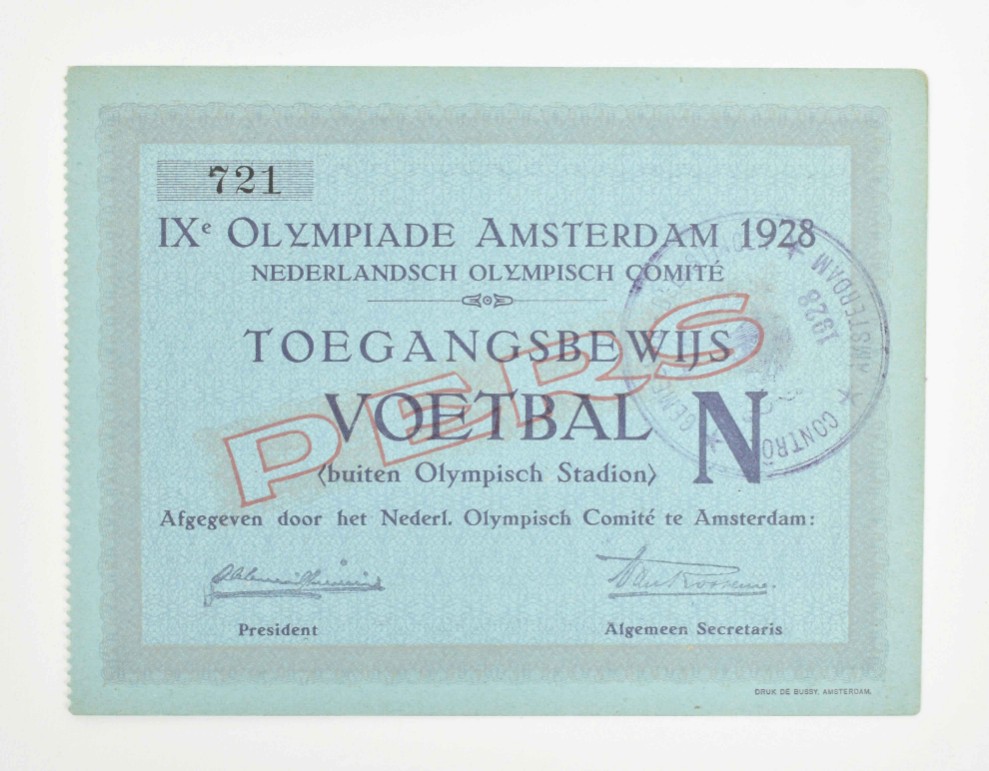 721
IXe OLYMPIADE AMSTERDAM 1928
NEDERLANDSCH OLYMPISCH COMITÉ
TOEGANGSBEWIJS
PERS
VOETBAL N
(buiten Olympisch Stadion)
Afgegeven door het Nederl. Olympisch Comité te Amsterdam:
President
Algemeen Secretaris
DRUK DE BUSSY, AMSTERDAM.
AMSTERDAM
1928